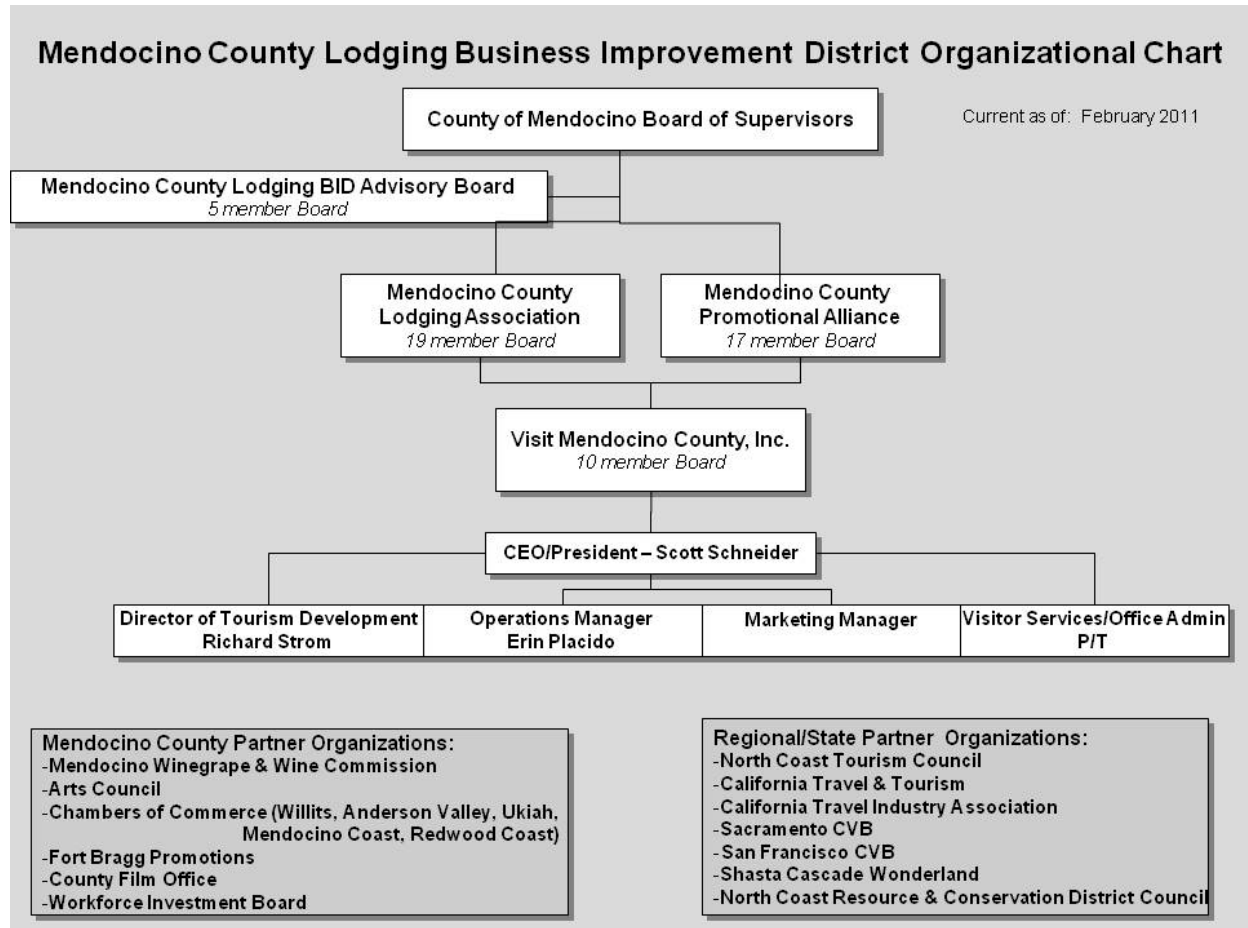 Mendocino County Lodging Business Improvement District Organizational Chart
County of Mendocino Board of Supervisors
Current as of: February 2011
Mendocino County Lodging BID Advisory Board
5 member Board
Mendocino County
Lodging Association
19 member Board
Mendocino County
Promotional Alliance
17 member Board
Visit Mendocino County, Inc.
10 member Board
CEO/President – Scott Schneider
Director of Tourism Development
Richard Strom
Operations Manager
Erin Placido
Marketing Manager
Visitor Services/Office Admin
P/T
Mendocino County Partner Organizations:
-Mendocino Winegrape & Wine Commission
-Arts Council
-Chambers of Commerce (Willits, Anderson Valley, Ukiah,
Mendocino Coast, Redwood Coast)
-Fort Bragg Promotions
-County Film Office
-Workforce Investment Board
Regional/State Partner Organizations:
-North Coast Tourism Council
-California Travel & Tourism
-California Travel Industry Association
-Sacramento CVB
-San Francisco CVB
-Shasta Cascade Wonderland
-North Coast Resource & Conservation District Council